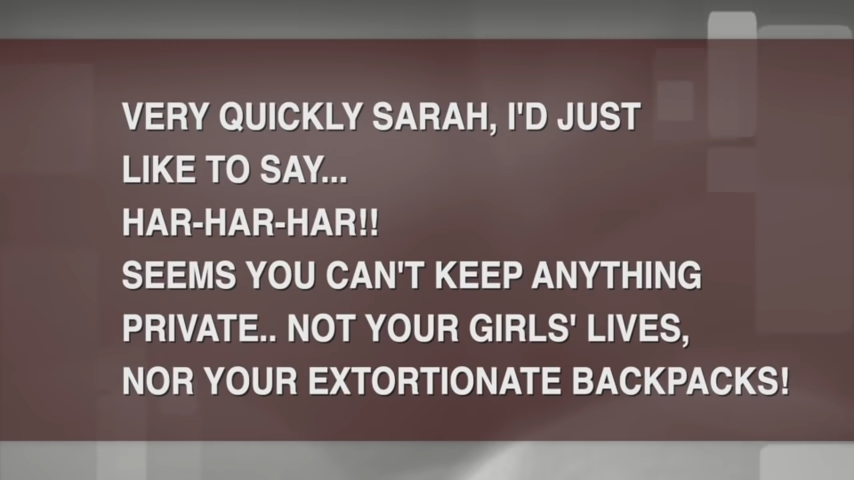 VERY QUICKLY SARAH, I'D JUST
LIKE TO SAY...
HAR-HAR-HAR!!
SEEMS YOU CAN'T KEEP ANYTHING
PRIVATE.. NOT YOUR GIRLS' LIVES,
NOR YOUR EXTORTIONATE BACKPACKS!